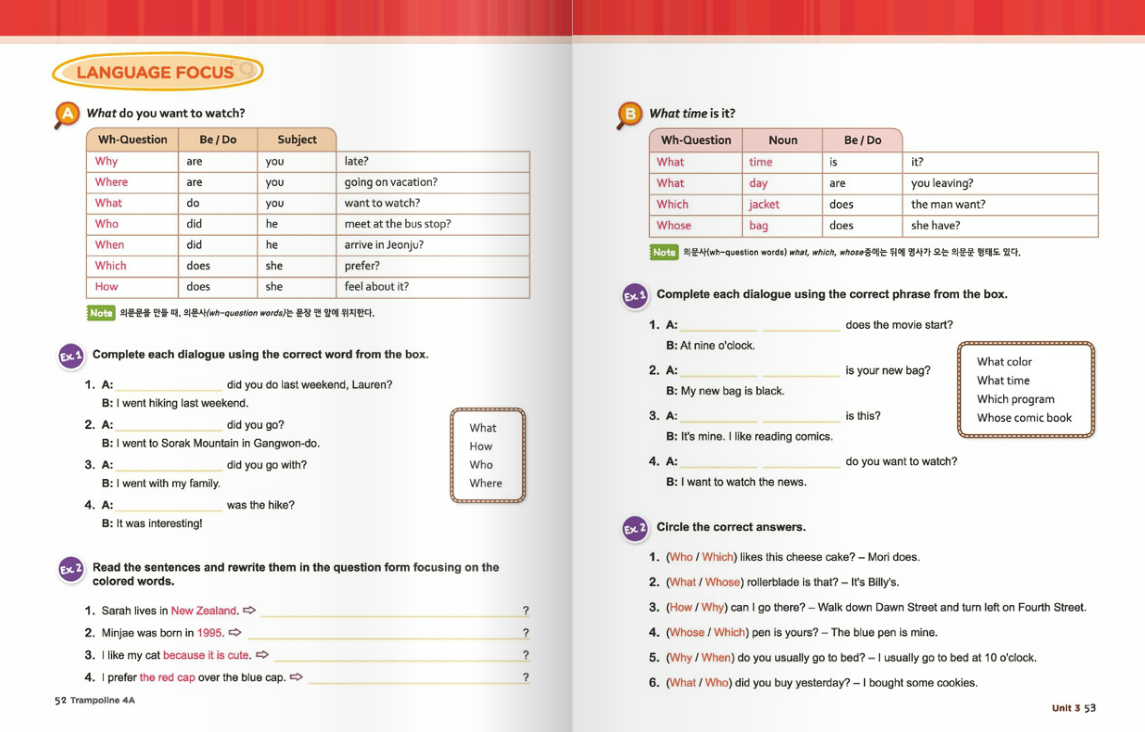 LANGUAGE FOCUS
A
What do you want to watch?
Wh-Question Be / Do Subject
Why are you late?
Where are you going on vacation?
What do you want to watch?
Who did he meet at the bus stop?
When did he arrive in Jeonju?
Which does she prefer?
How does she feel about it?
Note 의문문을 만들 때, 의문사(wh-question words)는 문장 맨 앞에 위치한다.
Ex.1 Complete each dialogue using the correct word from the box.
1. A: did you do last weekend, Lauren?
B: I went hiking last weekend.
2. A: did you go?
B: I went to Sorak Mountain in Gangwon-do.
3. A: did you go with?
B: I went with my family.
4. A: was the hike?
B: It was interesting!
What
How
Who
Where
Ex.2 Read the sentences and rewrite them in the question form focusing on the
colored words.
1. Sarah lives in New Zealand. ⇨ ?
2. Minjae was born in 1995. ⇨ ?
3. I like my cat because it is cute. ⇨ ?
4. I prefer the red cap over the blue cap. ⇨ ?
52 Trampoline 4A
B
What time is it?
Wh-Question Noun Be / Do
What time is it?
What day are you leaving?
Which jacket does the man want?
Whose bag does she have?
Note 의문사(wh-question words) what, which, whose중에는 뒤에 명사가 오는 의문문 형태도 있다.
Ex.1 Complete each dialogue using the correct phrase from the box.
1. A: does the movie start?
B: At nine o'clock.
2. A: is your new bag?
B: My new bag is black.
3. A: is this?
B: It's mine. I like reading comics.
4. A: do you want to watch?
B: I want to watch the news.
What color
What time
Which program
Whose comic book
Ex.2 Circle the correct answers.
1. (Who / Which) likes this cheese cake? – Mori does.
2. (What / Whose) rollerblade is that? – It's Billy's.
3. (How / Why) can I go there? – Walk down Dawn Street and turn left on Fourth Street.
4. (Whose / Which) pen is yours? – The blue pen is mine.
5. (Why / When) do you usually go to bed? – I usually go to bed at 10 o'clock.
6. (What / Who) did you buy yesterday? – I bought some cookies.
Unit 3 53